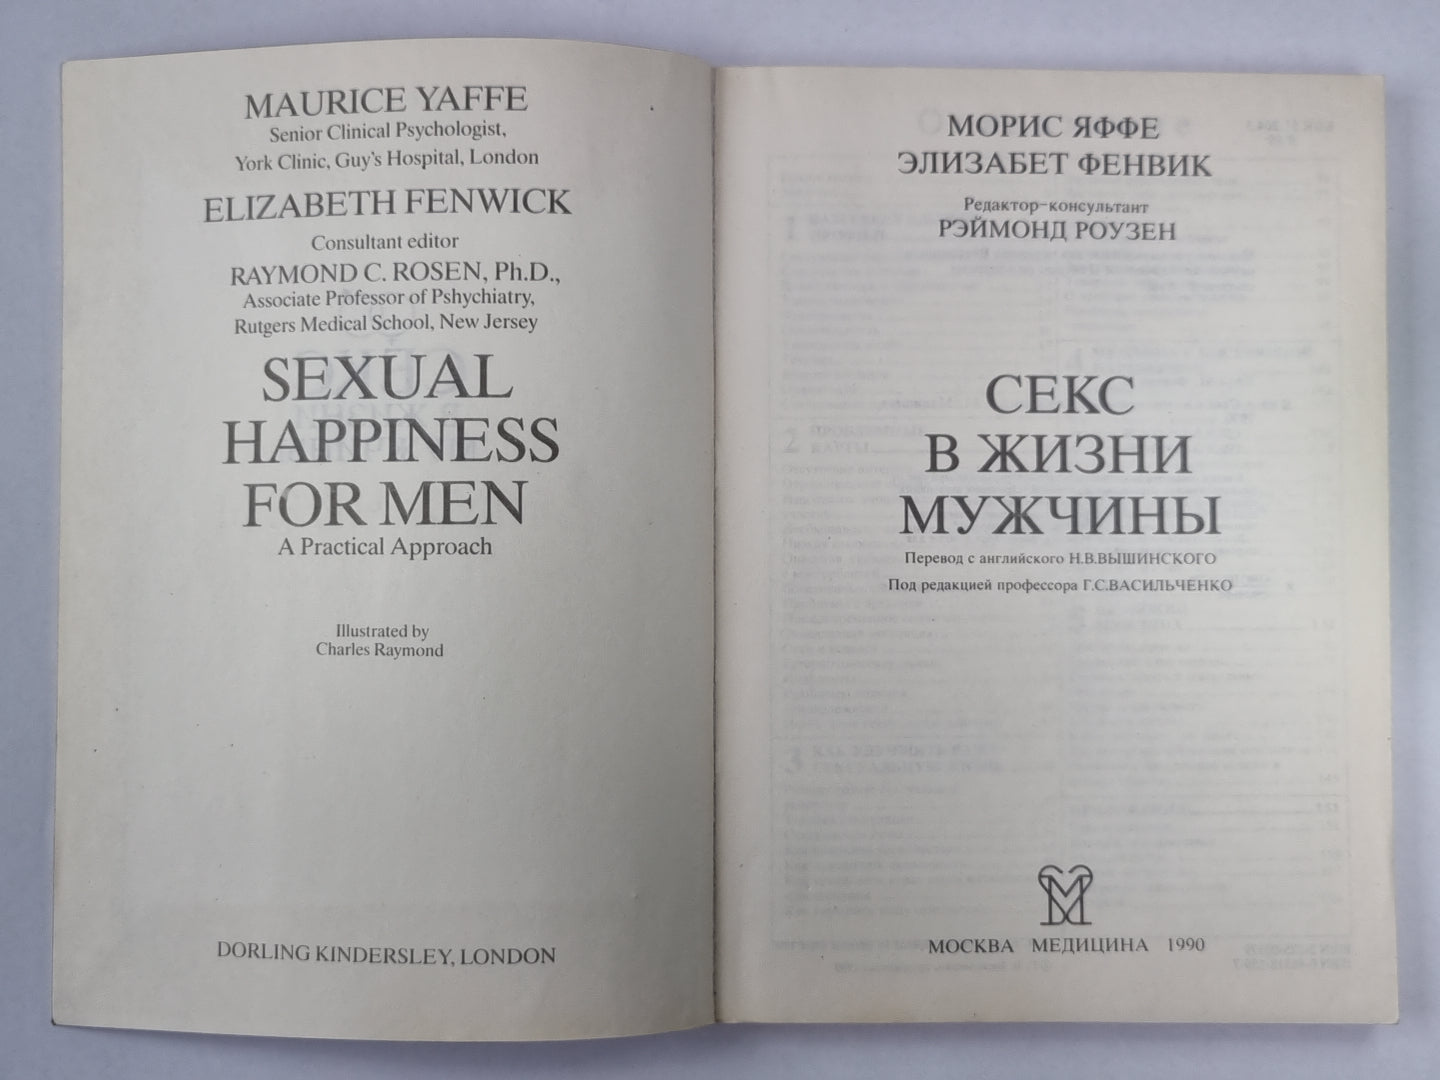 MAURICE YAFFE
Senior Clinical Psychologist,
York Clinic, Guy's Hospital, London
ELIZABETH FENWICK
Consultant editor
RAYMOND C. ROSEN, Ph.D.,
Associate Professor of Pshychiatry,
Rutgers Medical School, New Jersey
SEXUAL
HAPPINESS
FOR MEN
A Practical Approach
Illustrated by
Charles Raymond
DORLING KINDERSLEY, LONDON
МОРИС ЯФФЕ
ЭЛИЗАБЕТ ФЕНВИК
Редактор-консультант
РЭЙМОНД РОУЗЕН
СЕКС
В ЖИЗНИ
МУЖЧИНЫ
Перевод с английского Н.В.ВЫШИНСКОГО
Под редакцией профессора Г.С.ВАСИЛЬЧЕНКО
МОСКВА МЕДИЦИНА 1990